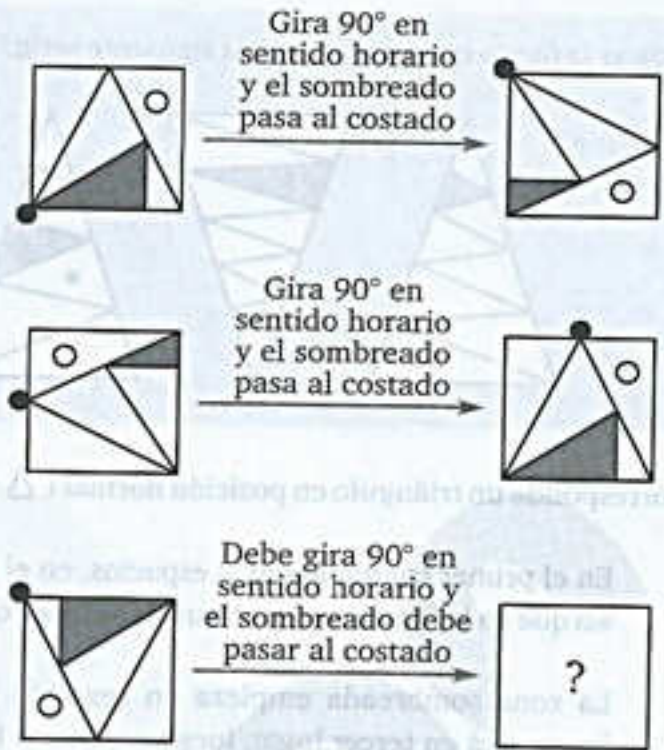 Gira 90° en
sentido horario
y el sombreado
pasa al costado
Gira 90° en
sentido horario
y el sombreado
pasa al costado
Debe gira 90° en
sentido horario y
el sombreado debe
pasar al costado
?